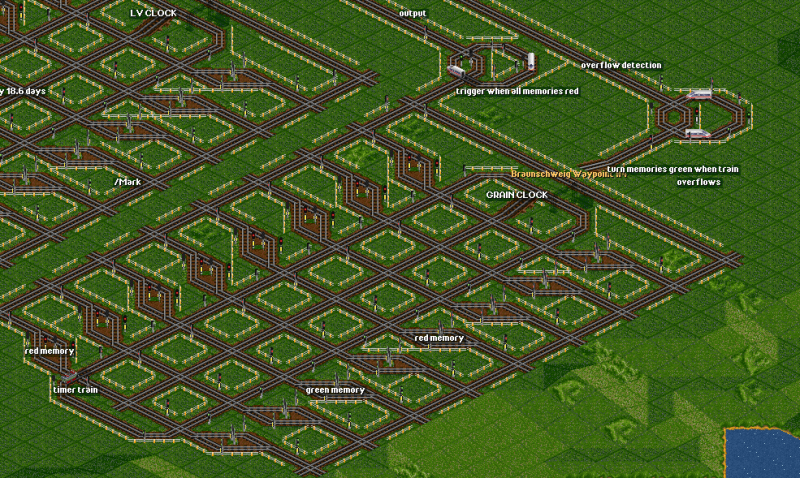 LV CLOCK
output
overflow detection
y 18.6 days
trigger when all memories red
Braunschweig Waypoint
turn memories green when train
overflows
/Mark
GRAIN CLOCK
red memory
red memory
timer train
green memory